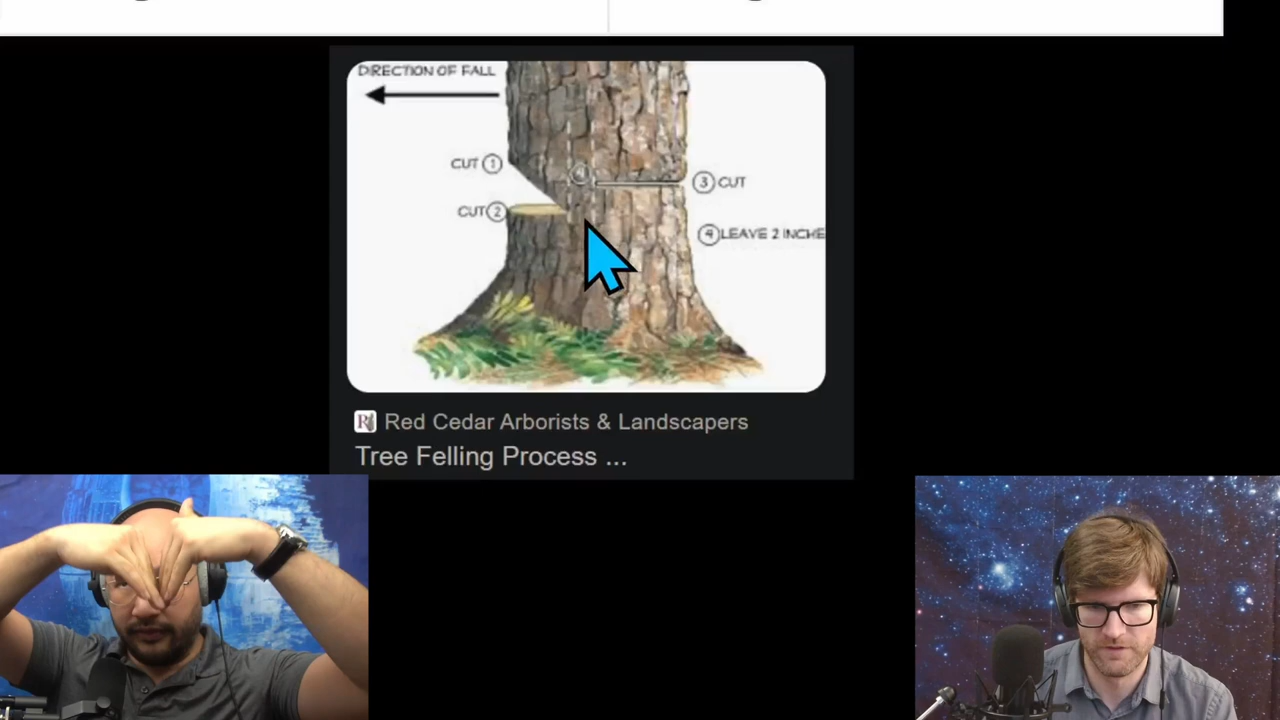 DIRECTION OF FALL
CUT ①
④
③ CUT
CUT ②
④ LEAVE 2 INCHE
Red Cedar Arborists & Landscapers
Tree Felling Process ...